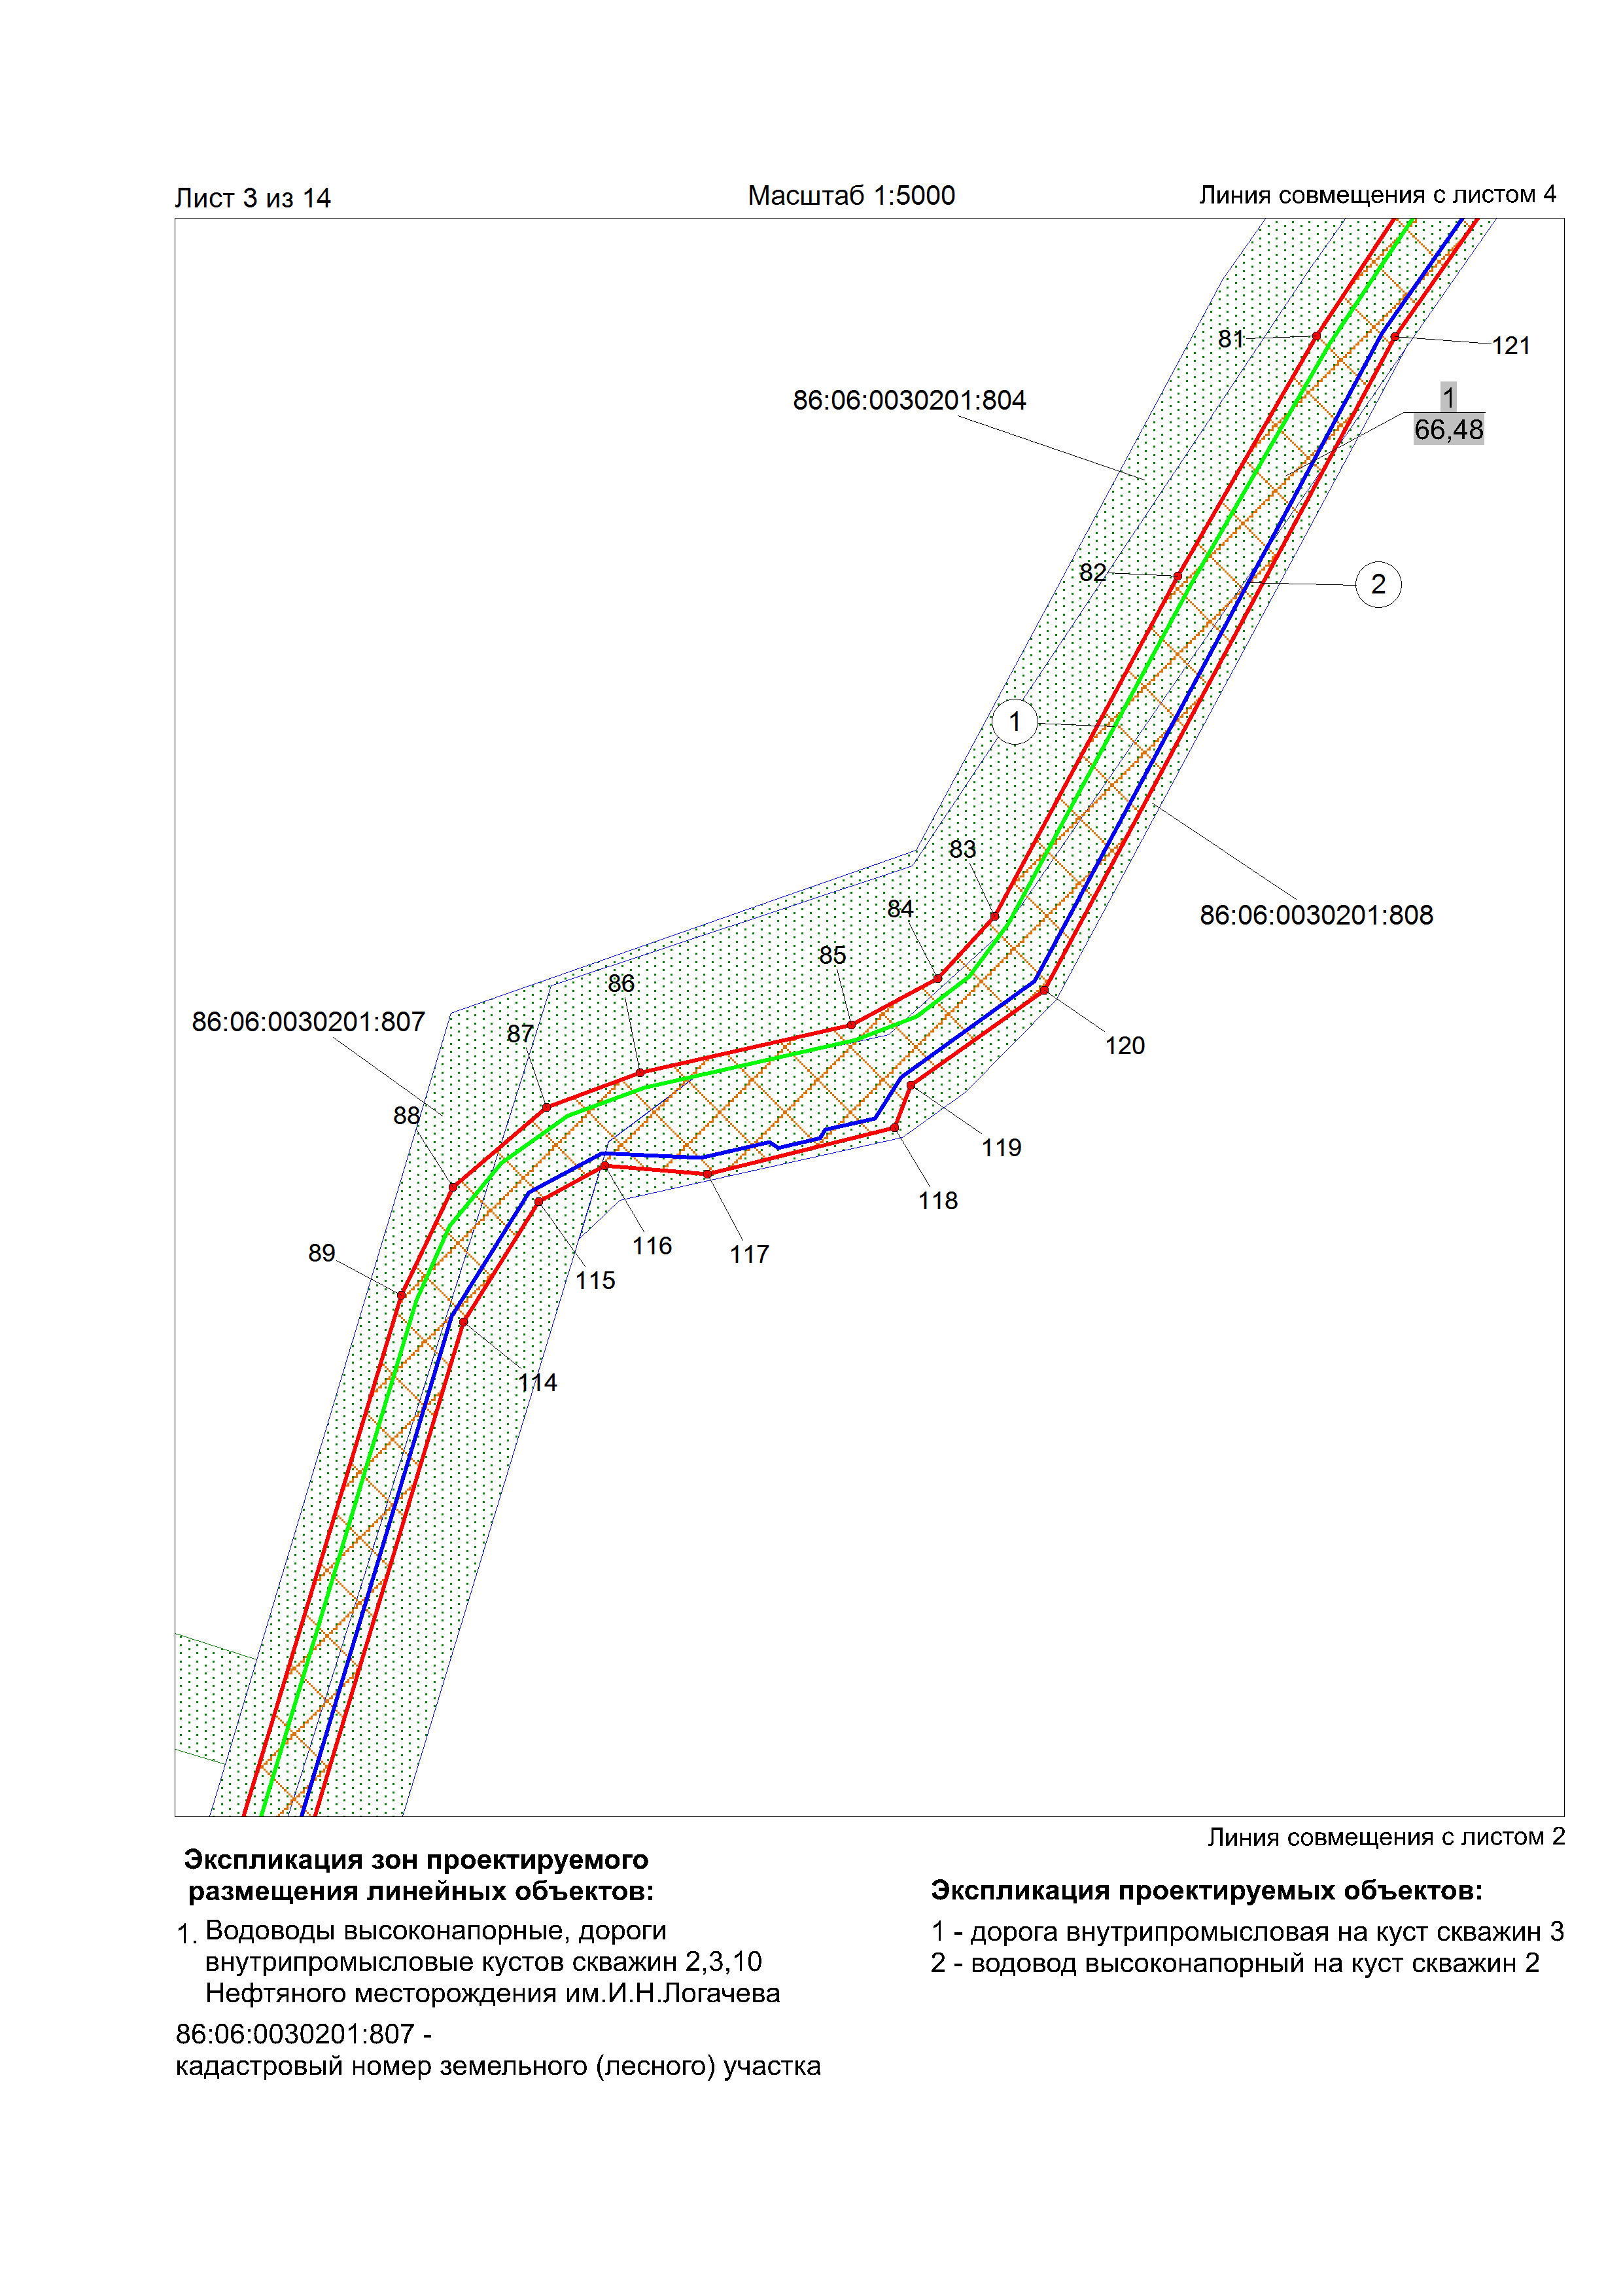 Лист 3 из 14
Масштаб 1:5000
Линия совмещения с листом 4
81
121
86:06:0030201:804
1
66,48
82
2
1
83
86:06:0030201:808
84
85
86
86:06:0030201:807
87
120
88
119
118
116
117
89
115
114
Линия совмещения с листом 2
Экспликация зон проектируемого
размещения линейных объектов:
1. Водоводы высоконапорные, дороги
внутрипромысловые кустов скважин 2,3,10
Нефтяного месторождения им.И.Н.Логачева
86:06:0030201:807 -
кадастровый номер земельного (лесного) участка
Экспликация проектируемых объектов:
1 - дорога внутрипромысловая на куст скважин 3
2 - водовод высоконапорный на куст скважин 2